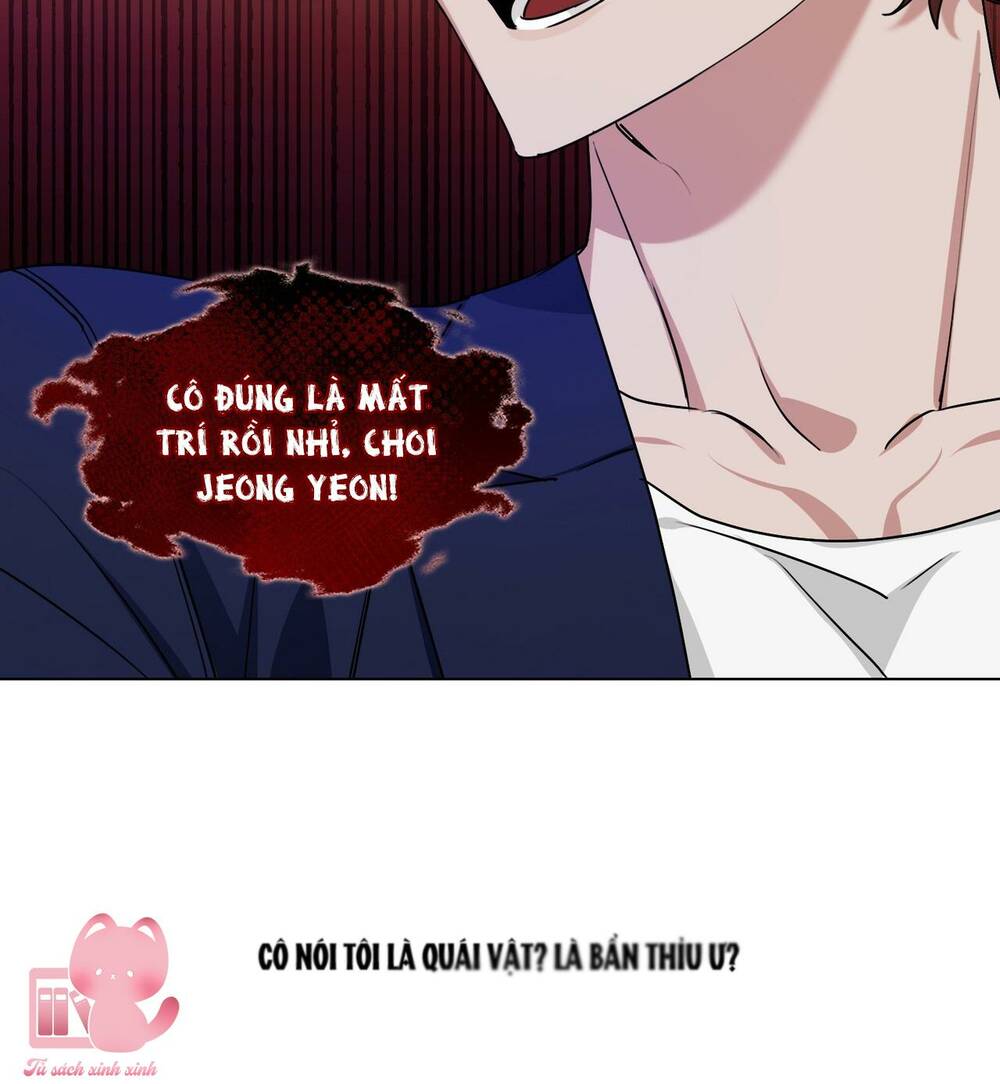 CÔ ĐÚNG LÀ MẤT
TRÍ RỒI NHỈ, CHOI
JEONG YEON!
CÔ NÓI TÔI LÀ QUÁI VẬT? LÀ BẨN THỈU Ư?
Tủ sách xinh xinh